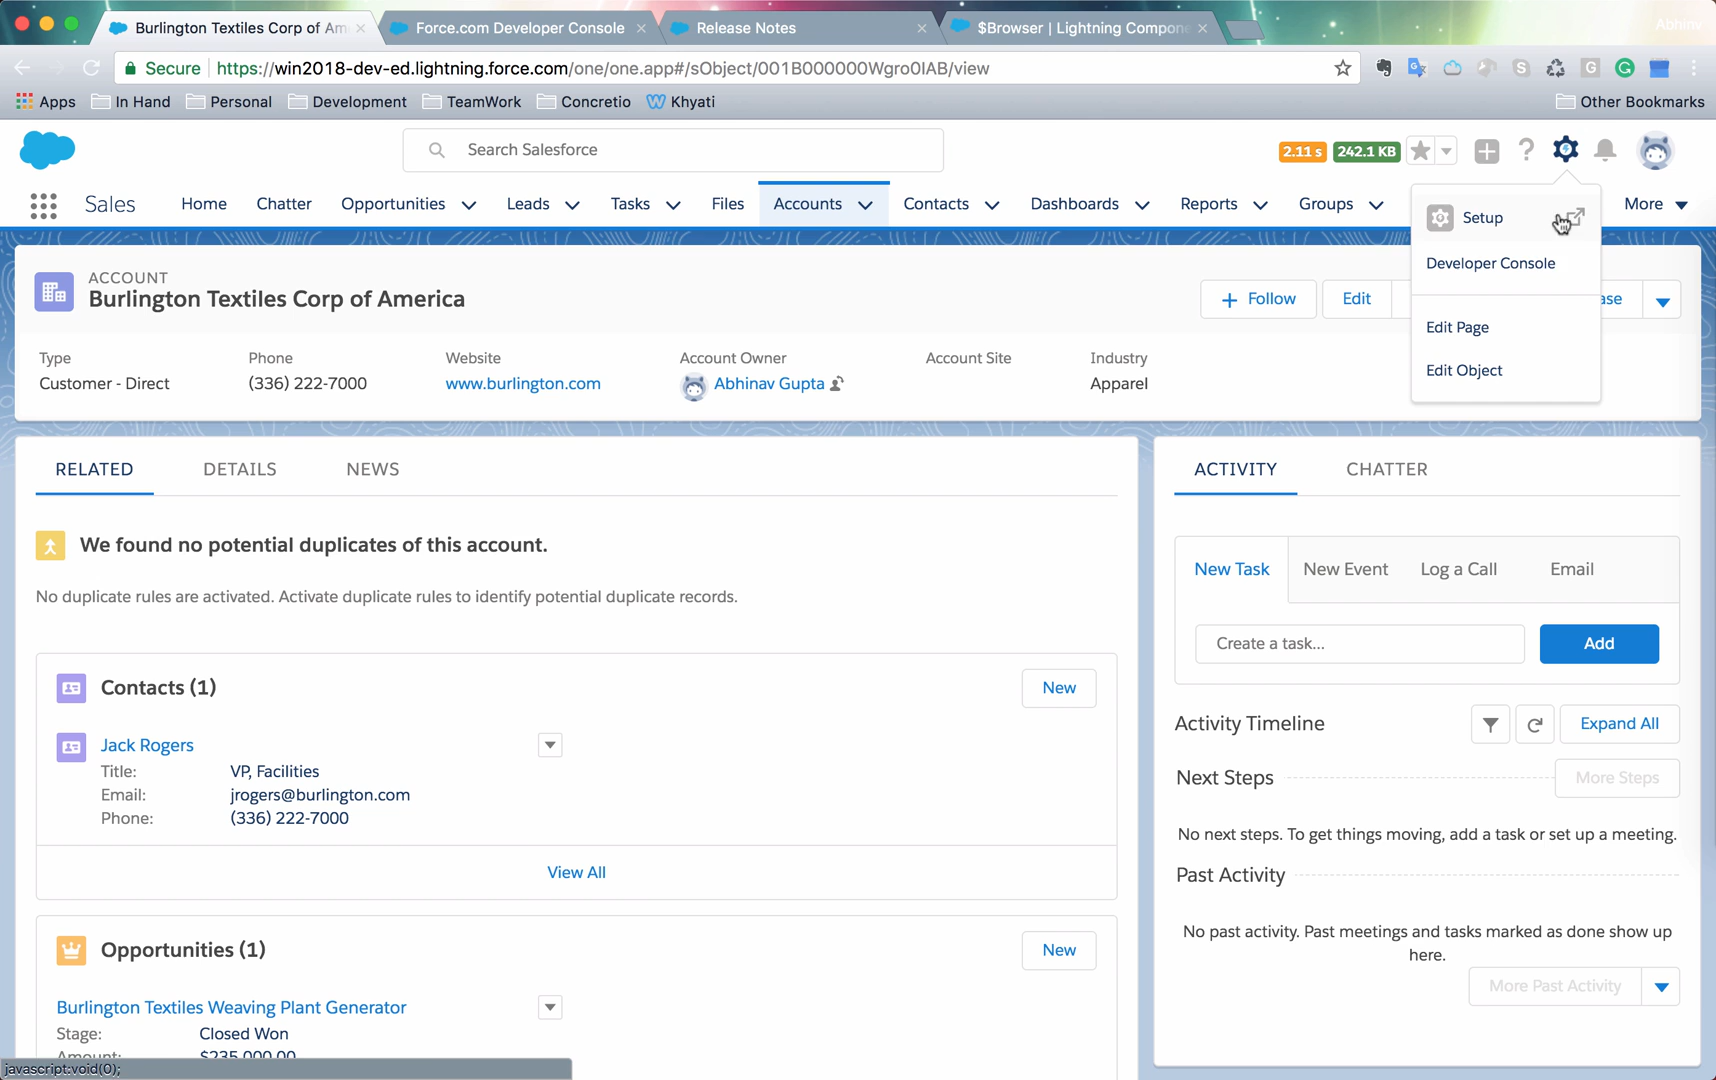 Burlington Textiles Corp of Am
Force.com Developer Console
Release Notes
$Browser | Lightning Compone
Abhinv
Secure https://win2018-dev-ed.lightning.force.com/one/one.app#/sObject/001B000000Wgro0IAB/view
Apps In Hand Personal Development TeamWork Concretio Khyati Other Bookmarks
Search Salesforce
2.11 s 242.1 KB
Sales Home Chatter Opportunities Leads Tasks Files Accounts Contacts Dashboards Reports Groups More
Setup
Developer Console
Edit Page
Edit Object
ACCOUNT
Burlington Textiles Corp of America
Follow Edit ase
Type Phone Website Account Owner Account Site Industry
Customer - Direct (336) 222-7000 www.burlington.com Abhinav Gupta Apparel
RELATED DETAILS NEWS
We found no potential duplicates of this account.
No duplicate rules are activated. Activate duplicate rules to identify potential duplicate records.
Contacts (1) New
Jack Rogers
Title: VP, Facilities
Email: jrogers@burlington.com
Phone: (336) 222-7000
View All
Opportunities (1) New
Burlington Textiles Weaving Plant Generator
Stage: Closed Won
Amount: $235,000.00
javascript:void(0);
ACTIVITY CHATTER
New Task New Event Log a Call Email
Create a task... Add
Activity Timeline Expand All
Next Steps More Steps
No next steps. To get things moving, add a task or set up a meeting.
Past Activity
No past activity. Past meetings and tasks marked as done show up
here.
More Past Activity